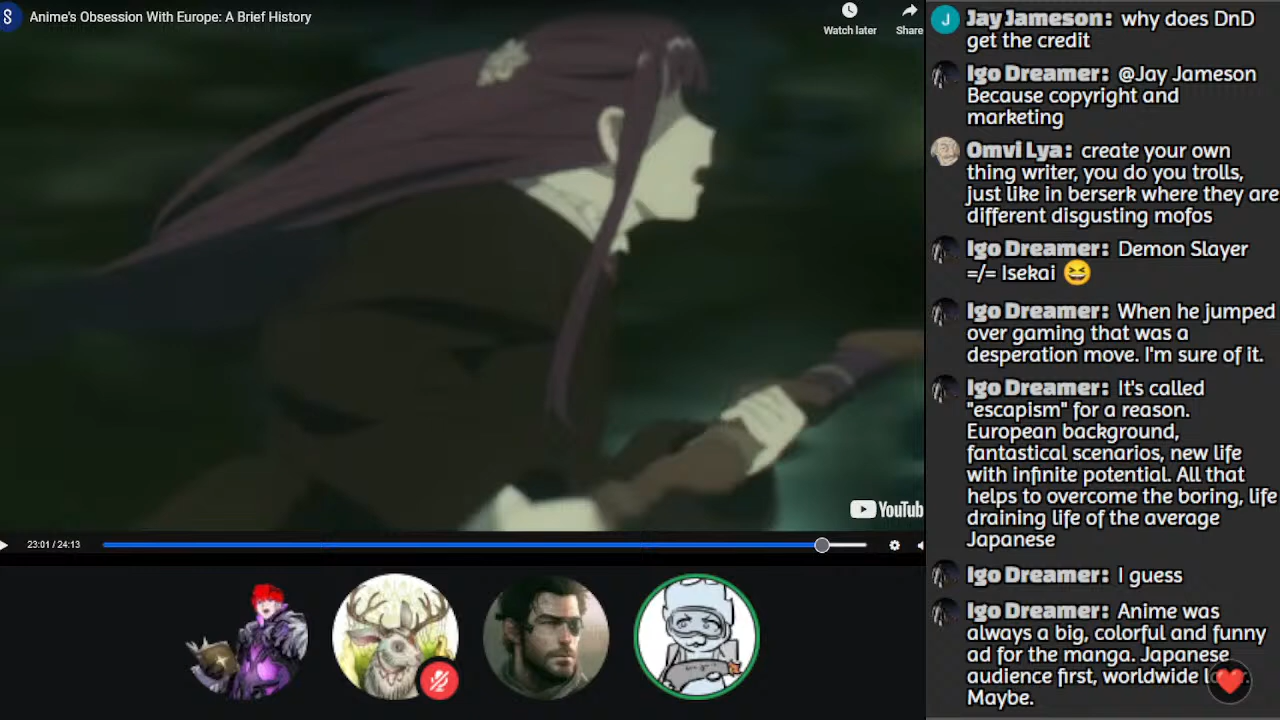 Anime's Obsession With Europe: A Brief History
Watch later
Share
YouTub
23:01 / 24:13
J
Jay Jameson: why does DnD
get the credit
Igo Dreamer: @Jay Jameson
Because copyright and
marketing
Omvi Lya: create your own
thing writer, you do you trolls,
just like in berserk where they are
different disgusting mofos
Igo Dreamer: Demon Slayer
=/= Isekai 😆
Igo Dreamer: When he jumped
over gaming that was a
desperation move. I'm sure of it.
Igo Dreamer: It's called
"escapism" for a reason.
European background,
fantastical scenarios, new life
with infinite potential. All that
helps to overcome the boring, life
draining life of the average
Japanese
Igo Dreamer: I guess
Igo Dreamer: Anime was
always a big, colorful and funny
ad for the manga. Japanese
audience first, worldwide
Maybe.